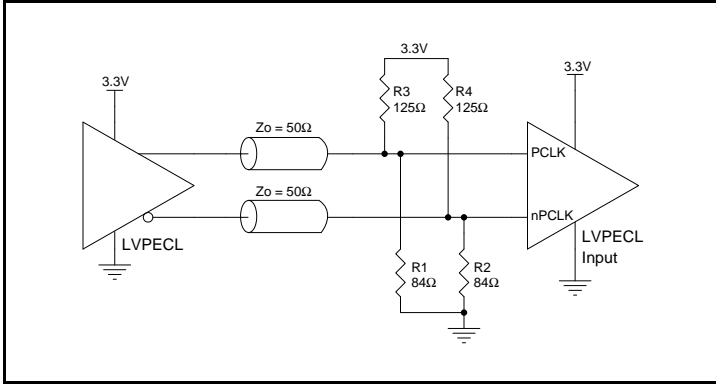 3.3V
3.3V
3.3V
R3
125Ω
R4
125Ω
Zo = 50Ω
PCLK
Zo = 50Ω
nPCLK
LVPECL
LVPECL
Input
R1
84Ω
R2
84Ω